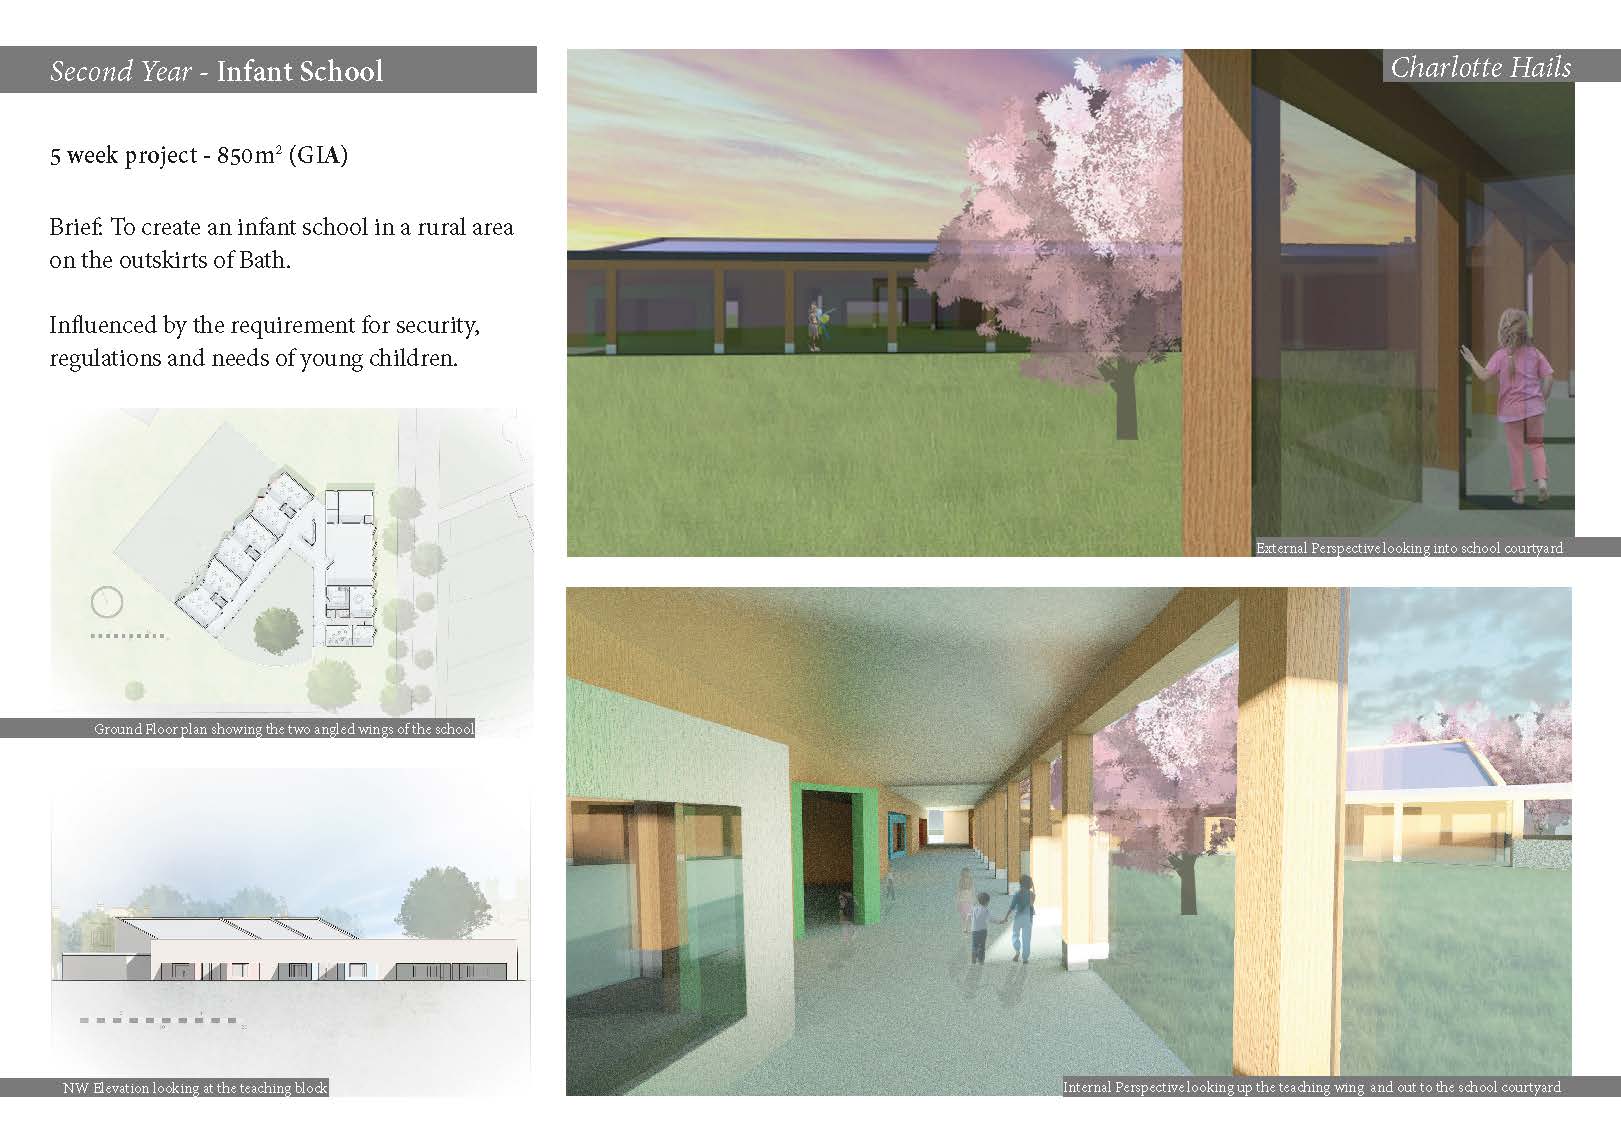 Second Year - Infant School
Charlotte Hails
5 week project - 850m² (GIA)
Brief: To create an infant school in a rural area
on the outskirts of Bath.
Influenced by the requirement for security,
regulations and needs of young children.
External Perspective looking into school courtyard
Ground Floor plan showing the two angled wings of the school
NW Elevation looking at the teaching block
Internal Perspective looking up the teaching wing and out to the school courtyard